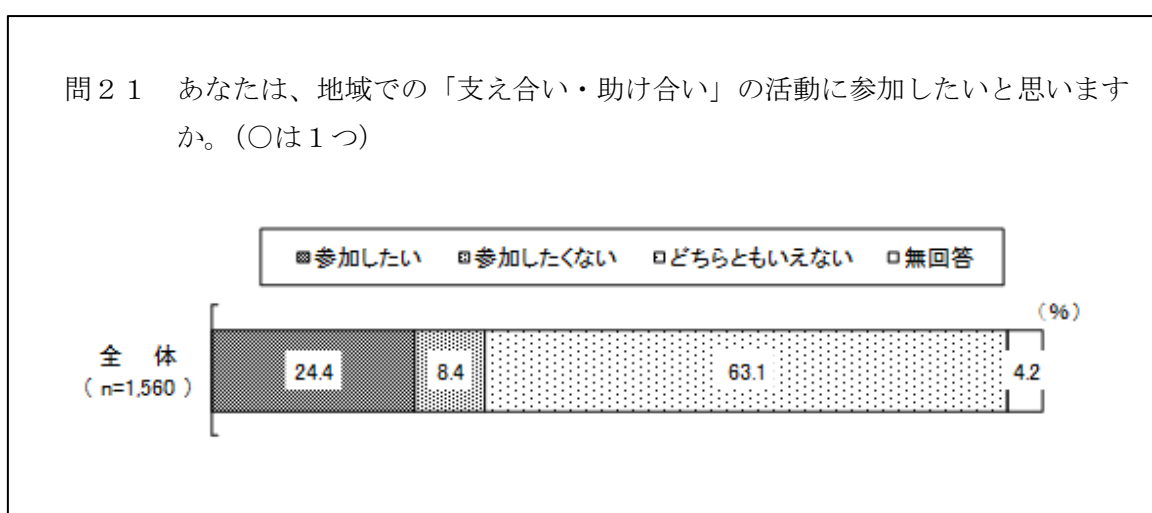 問２１　あなたは、地域での「支え合い・助け合い」の活動に参加したいと思います
か。（○は１つ）
参加したい　参加したくない　どちらともいえない　無回答
（%）
全　体
（ n=1,560 ）
24.4　8.4　63.1　4.2